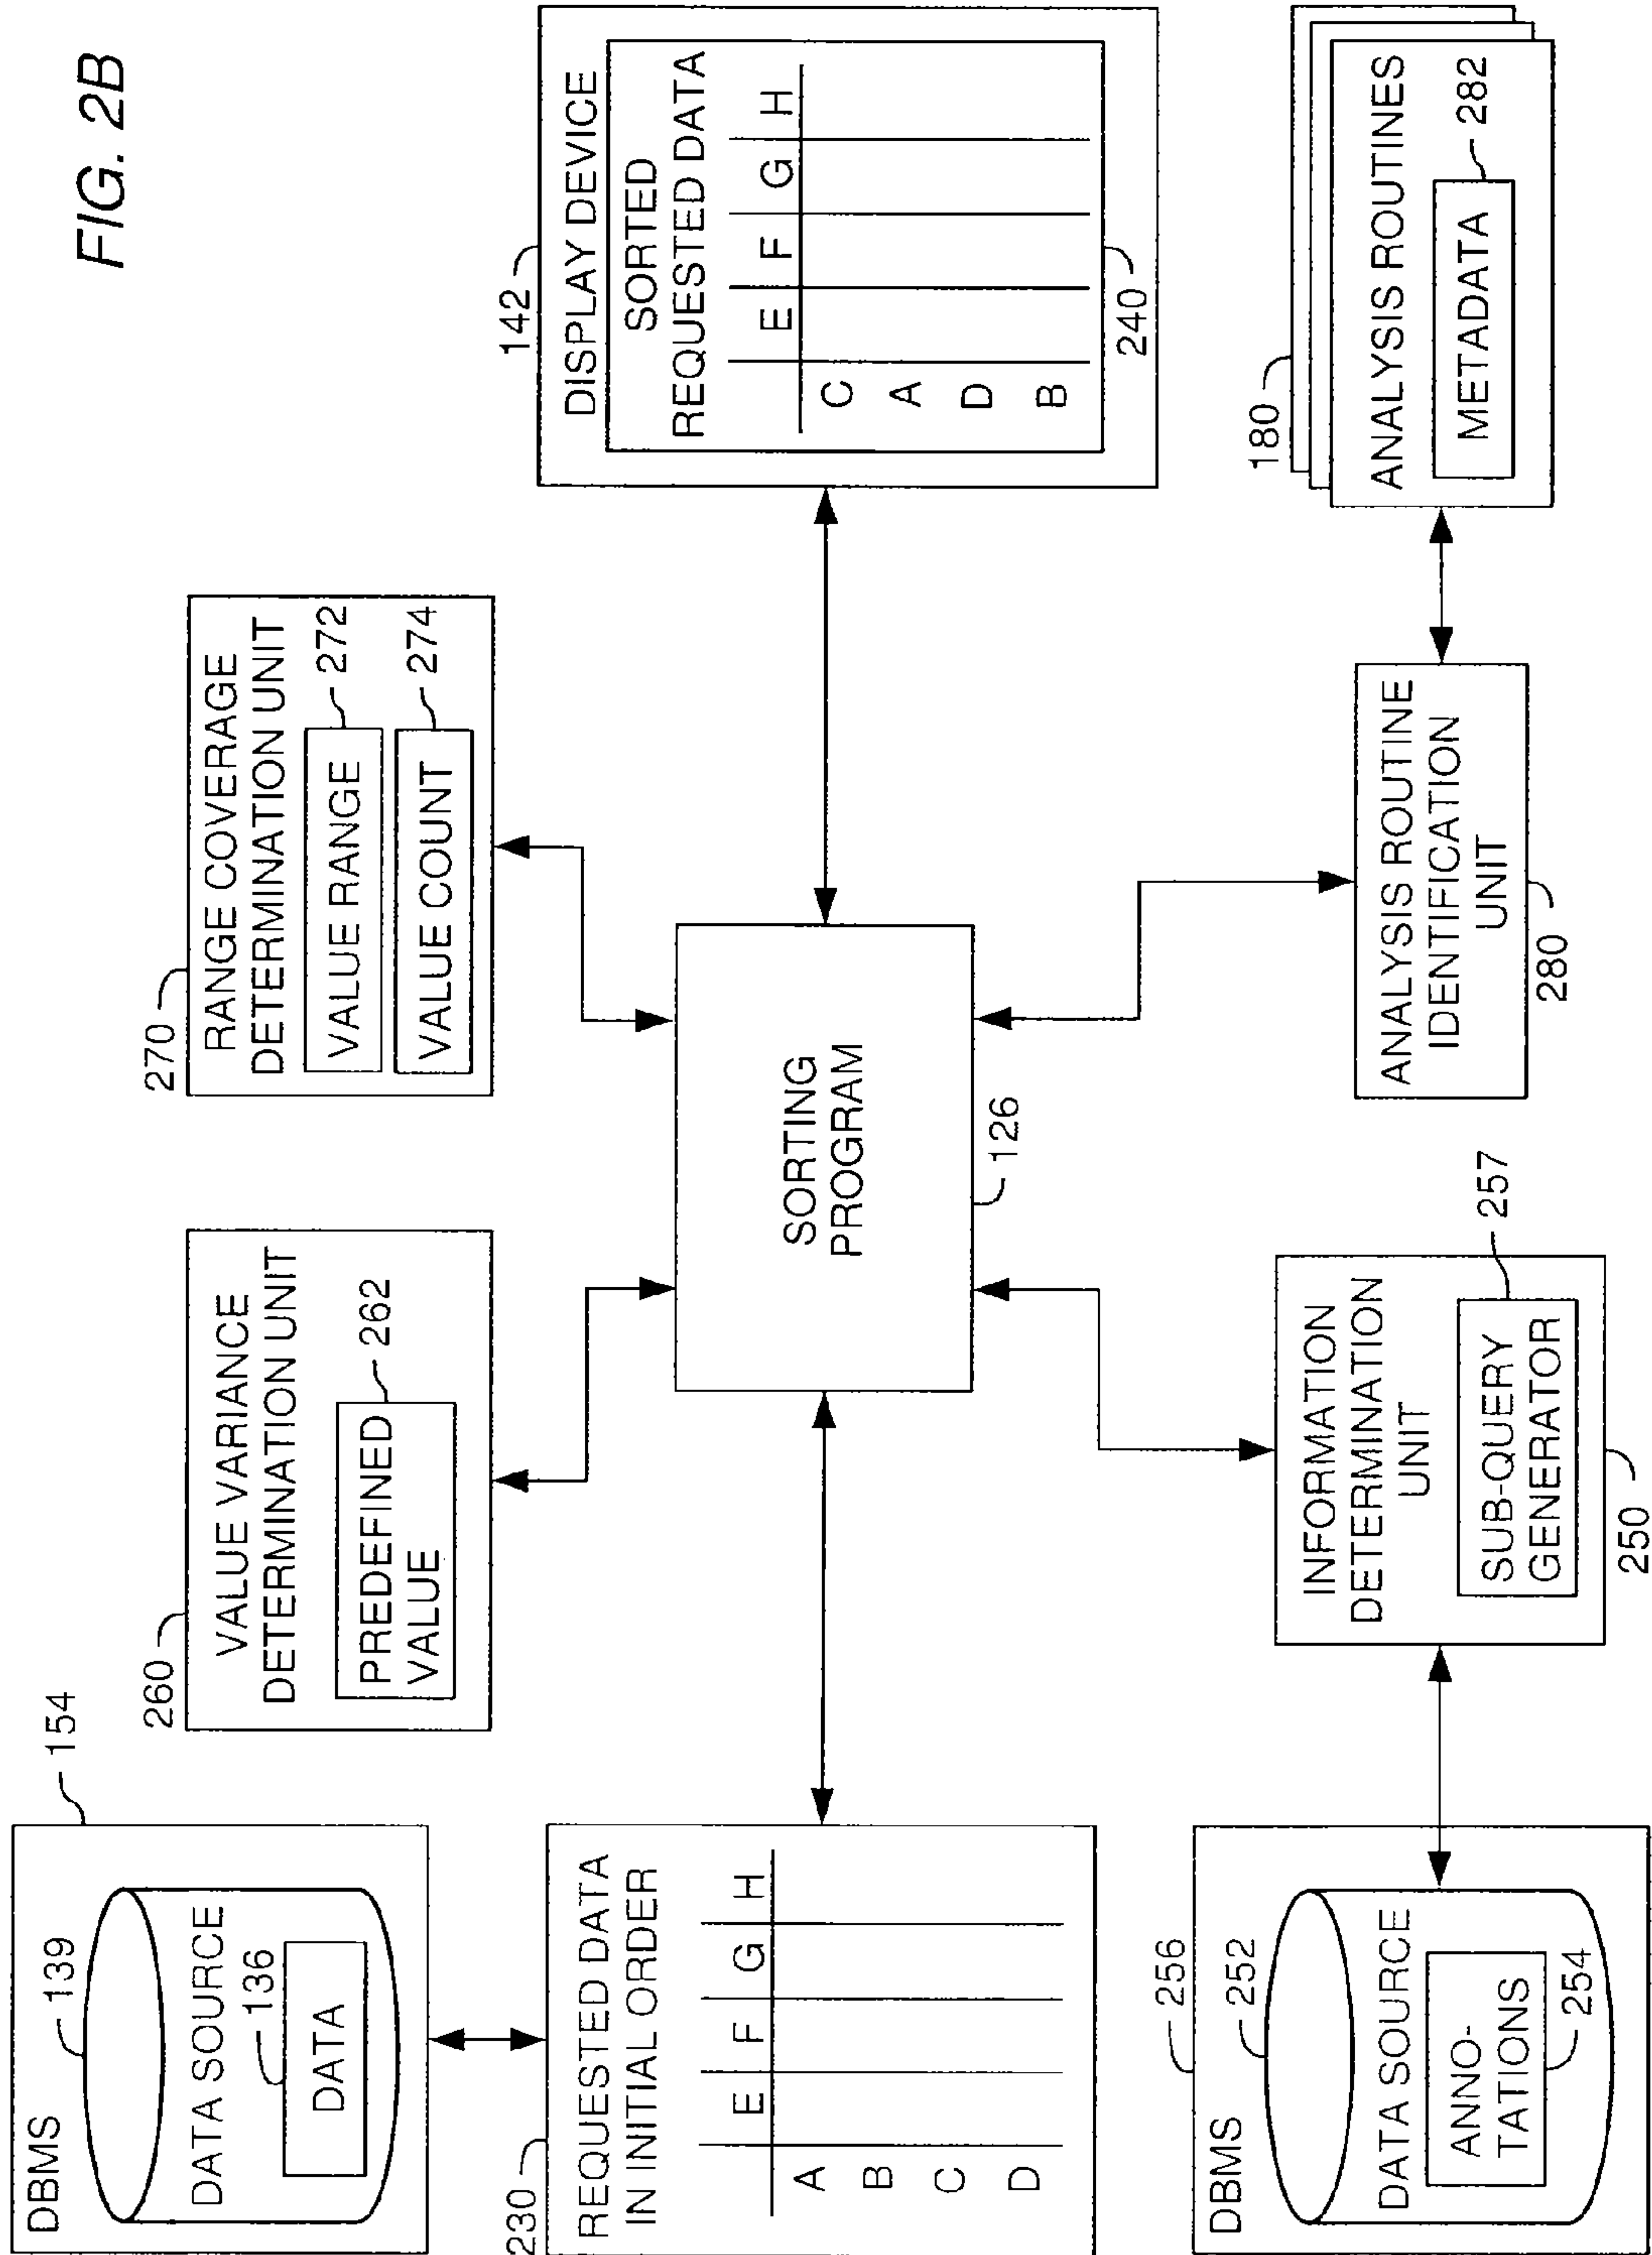 FIG. 2B
154
DBMS
139
DATA SOURCE
136
DATA
230
REQUESTED DATA
IN INITIAL ORDER
E F G H
A
B
C
D
256
DBMS
252
DATA SOURCE
ANNO-
TATIONS
254
260
VALUE VARIANCE
DETERMINATION UNIT
PREDEFINED
VALUE
262
270
RANGE COVERAGE
DETERMINATION UNIT
VALUE RANGE
272
VALUE COUNT
274
SORTING
PROGRAM
126
INFORMATION
DETERMINATION
UNIT
257
SUB-QUERY
GENERATOR
250
ANALYSIS ROUTINE
IDENTIFICATION
UNIT
280
142
DISPLAY DEVICE
SORTED
REQUESTED DATA
E F G H
C
A
D
B
240
180
ANALYSIS ROUTINES
METADATA
282